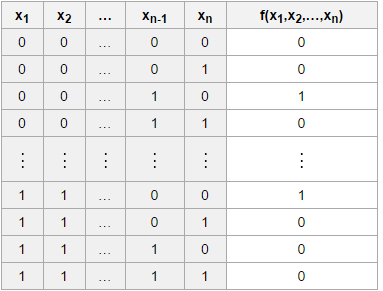 x1 x2 ... xn-1 xn f(x1,x2,...,xn)
0 0 ... 0 0 0
0 0 ... 0 1 0
0 0 ... 1 0 1
0 0 ... 1 1 0
⋮ ⋮ ⋮ ⋮ ⋮ ⋮
1 1 ... 0 0 1
1 1 ... 0 1 0
1 1 ... 1 0 0
1 1 ... 1 1 0